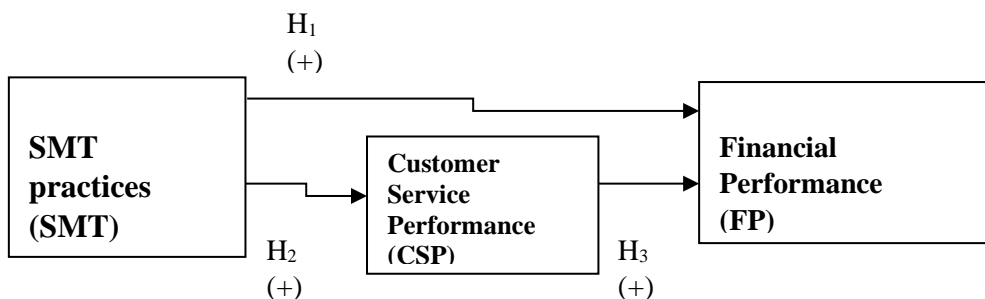 H₁
(+)
SMT
practices
(SMT)
Customer
Service
Performance
(CSP)
Financial
Performance
(FP)
H₂
(+)
H₃
(+)